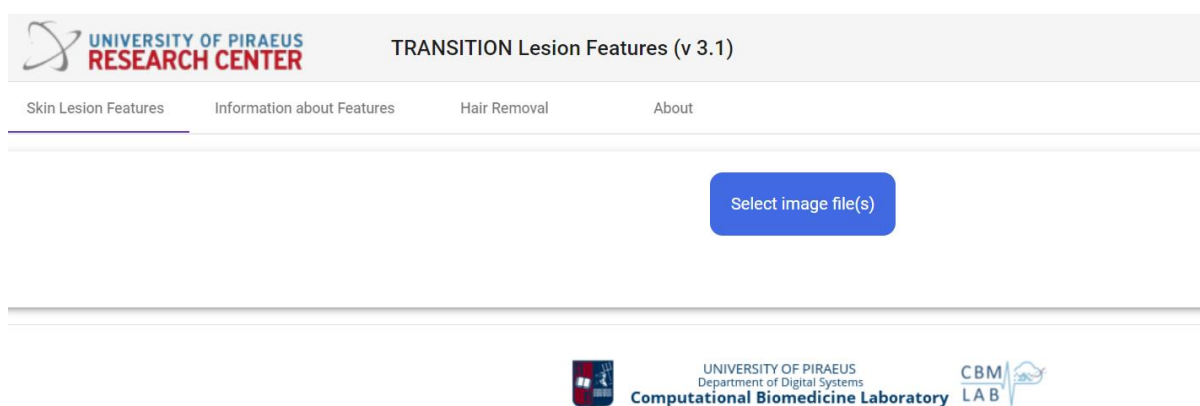 UNIVERSITY OF PIRAEUS
RESEARCH CENTER
TRANSITION Lesion Features (v 3.1)
Skin Lesion Features
Information about Features
Hair Removal
About
Select image file(s)
UNIVERSITY OF PIRAEUS
Department of Digital Systems
Computational Biomedicine Laboratory
CBM
LAB